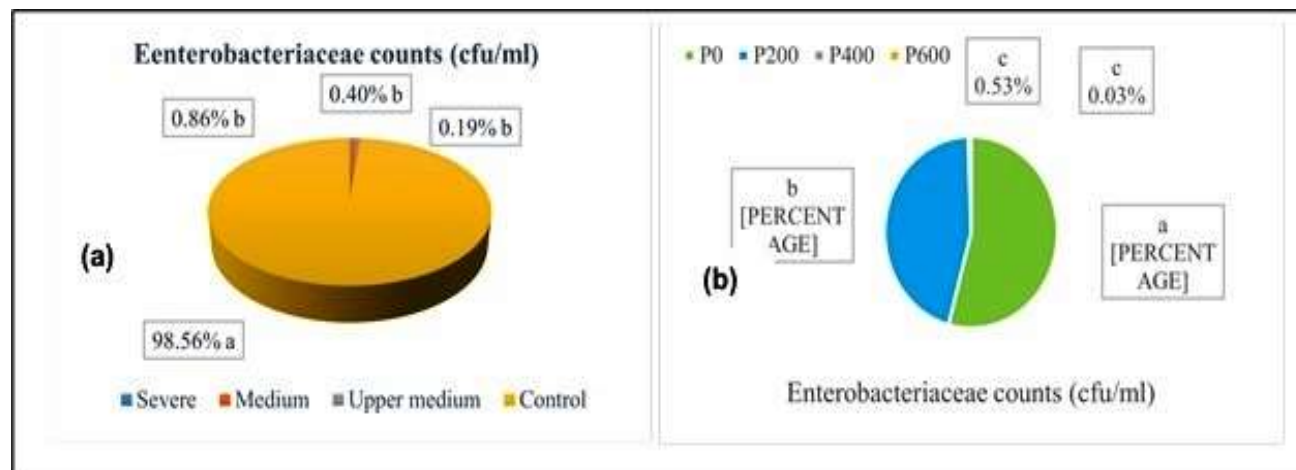 Eenterobacteriaceae counts (cfu/ml)
0.40% b
0.86% b
0.19% b
(a)
98.56% a
Severe Medium Upper medium Control
P0 P200 P400 P600
c
0.53%
c
0.03%
b
[PERCENT
AGE]
a
[PERCENT
AGE]
(b)
Enterobacteriaceae counts (cfu/ml)